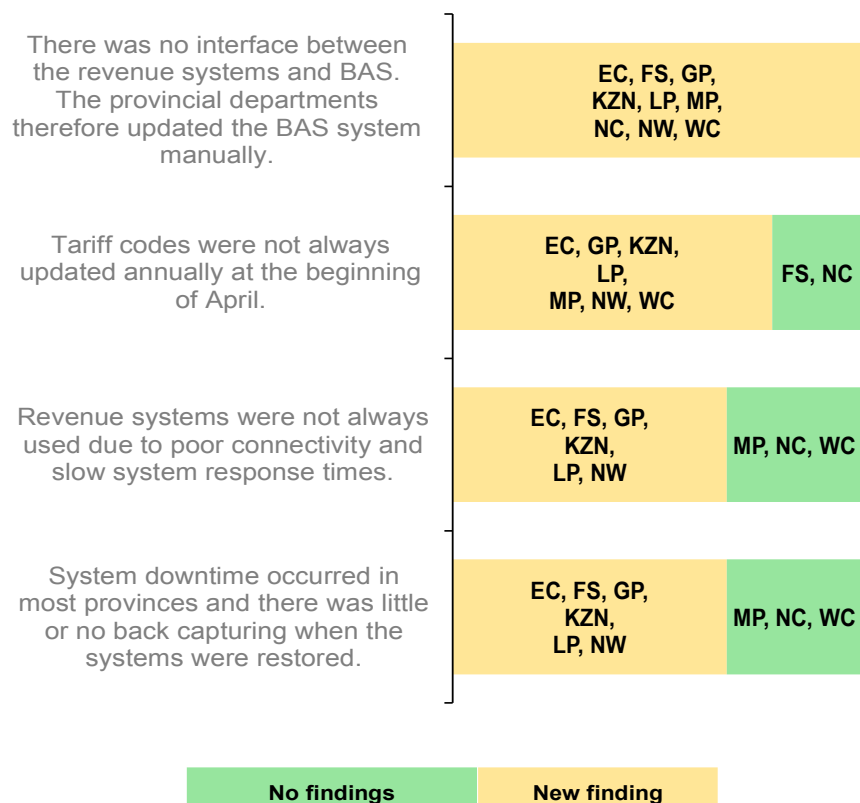 There was no interface between
the revenue systems and BAS.
The provincial departments
therefore updated the BAS system
manually.
EC, FS, GP,
KZN, LP, MP,
NC, NW, WC
Tariff codes were not always
updated annually at the beginning
of April.
EC, GP, KZN,
LP,
MP, NW, WC
FS, NC
Revenue systems were not always
used due to poor connectivity and
slow system response times.
EC, FS, GP,
KZN,
LP, NW
MP, NC, WC
System downtime occurred in
most provinces and there was little
or no back capturing when the
systems were restored.
EC, FS, GP,
KZN,
LP, NW
MP, NC, WC
No findings
New finding